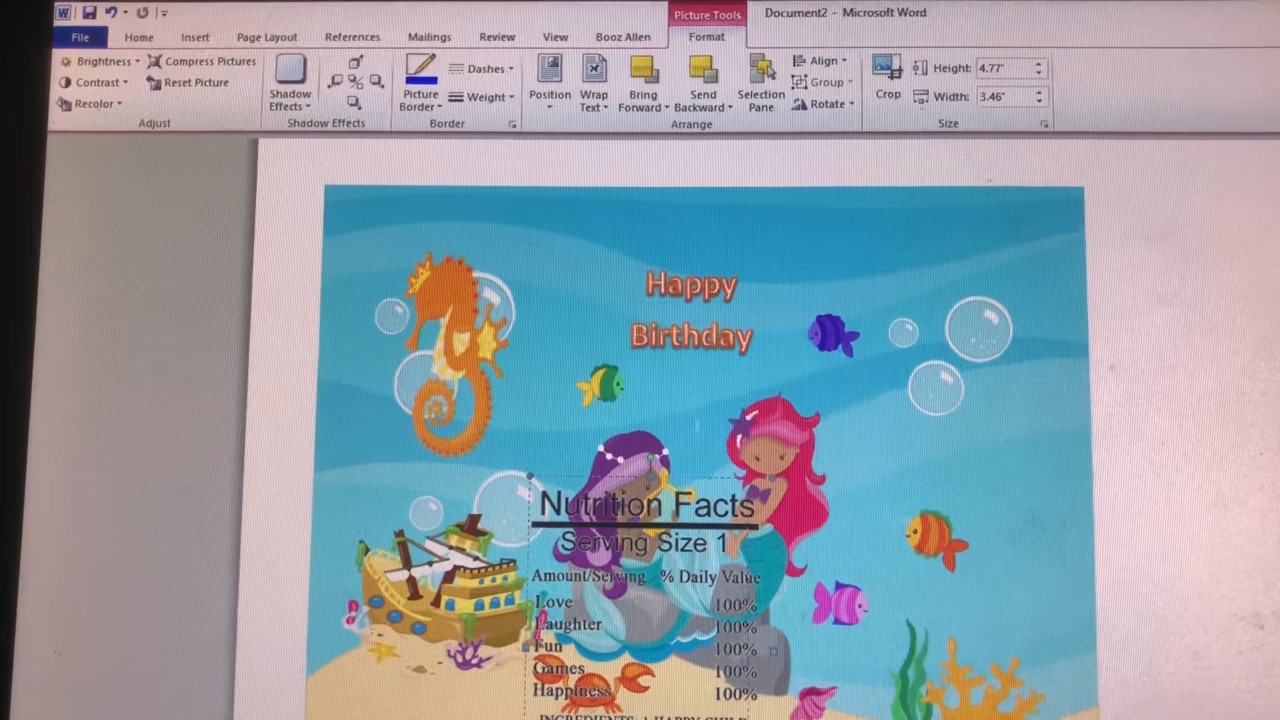 Picture Tools
Document2 - Microsoft Word
File Home Insert Page Layout References Mailings Review View Booz Allen Format
Brightness
Contrast
Recolor
Compress Pictures
Reset Picture
Adjust
Shadow
Effects
Shadow Effects
Picture
Border
Dashes
Weight
Border
Position
Wrap
Text
Bring
Forward
Send
Backward
Selection
Pane
Align
Group
Rotate
Arrange
Crop
Height: 4.77"
Width: 3.46"
Size
Happy
Birthday
Nutrition Facts
Serving Size 1
Amount/Serving % Daily Value
Love 100%
Laughter 100%
Fun 100%
Games 100%
Happiness 100%
INGREDIENTS: A HAPPY CHILD